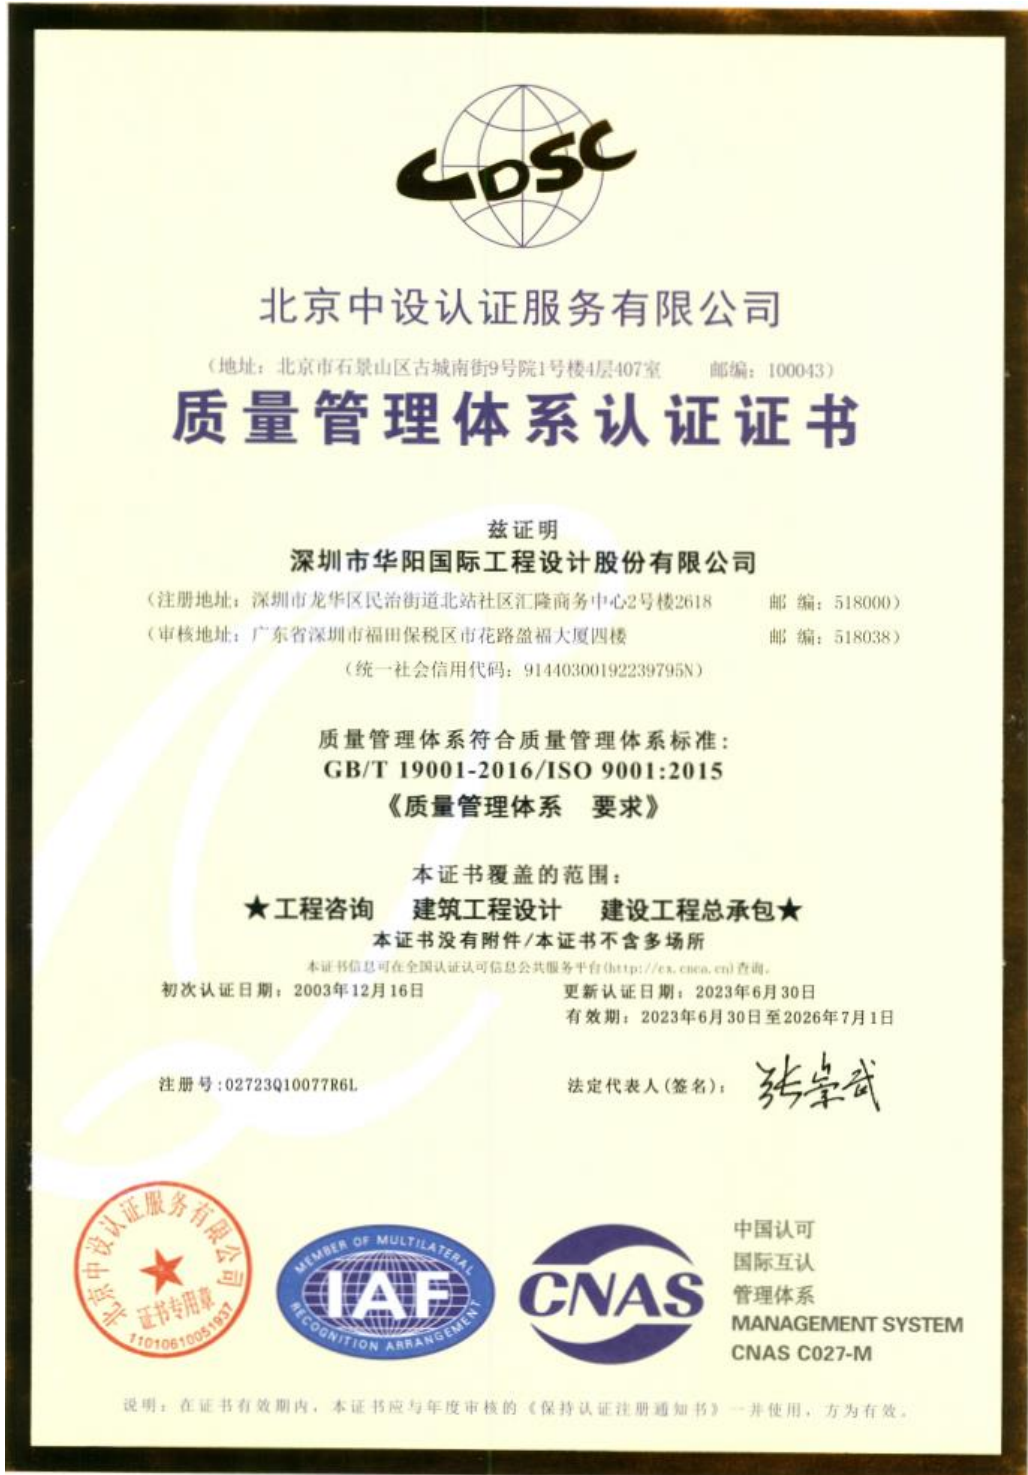 CDSC
北京中设认证服务有限公司
（地址：北京市石景山区古城南街9号院1号楼4层407室 邮编：100043）
质量管理体系认证证书
兹证明
深圳市华阳国际工程设计股份有限公司
（注册地址：深圳市龙华区民治街道北站社区汇隆商务中心2号楼2618 邮 编：518000）
（审核地址：广东省深圳市福田保税区市花路盈福大厦四楼 邮 编：518038）
（统一社会信用代码：91440300192239795N）
质量管理体系符合质量管理体系标准：
GB/T 19001-2016/ISO 9001:2015
《质量管理体系 要求》
本证书覆盖的范围：
★工程咨询 建筑工程设计 建设工程总承包★
本证书没有附件/本证书不含多场所
本证书信息可在全国认证认可信息公共服务平台(http://cx.cnca.cn)查询。
初次认证日期：2003年12月16日 更新认证日期：2023年6月30日
有效期：2023年6月30日至2026年7月1日
注册号:02723Q10077R6L 法定代表人(签名)：张崇武
北京中设认证服务有限公司
证书专用章
11010610051937
MEMBER OF MULTILATERAL
IAF
RECOGNITION ARRANGEMENT
CNAS
中国认可
国际互认
管理体系
MANAGEMENT SYSTEM
CNAS C027-M
说明：在证书有效期内，本证书应与年度审核的《保持认证注册通知书》一并使用，方为有效。